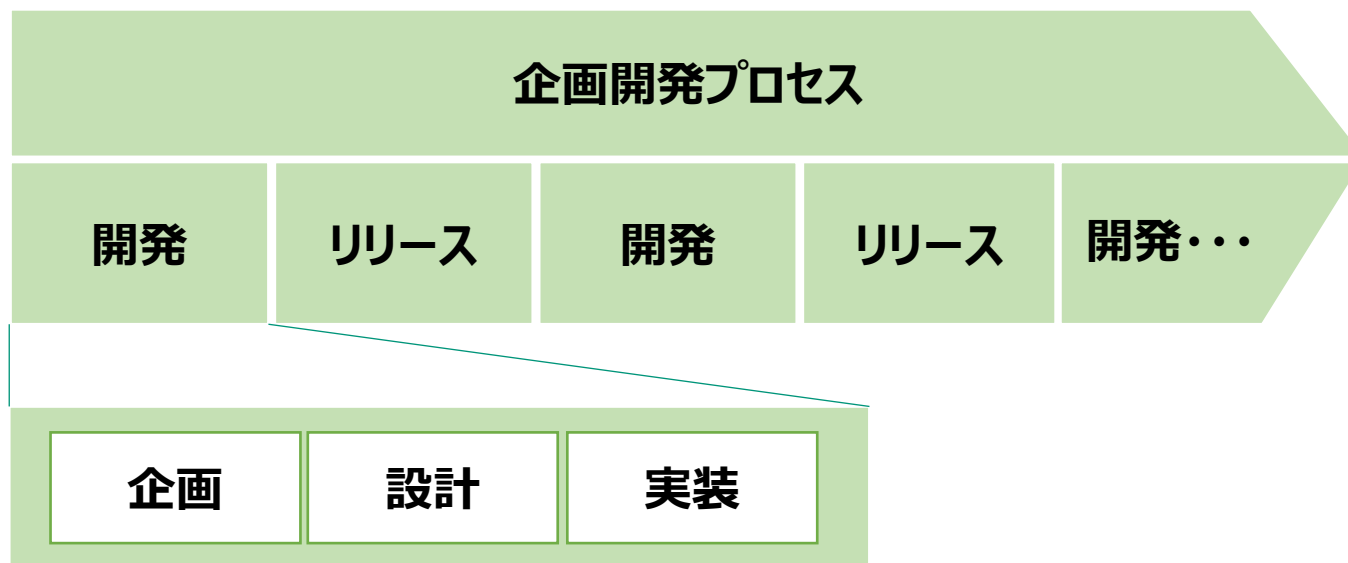 企画開発プロセス
開発
リリース
開発
リリース
開発・・・
企画
設計
実装